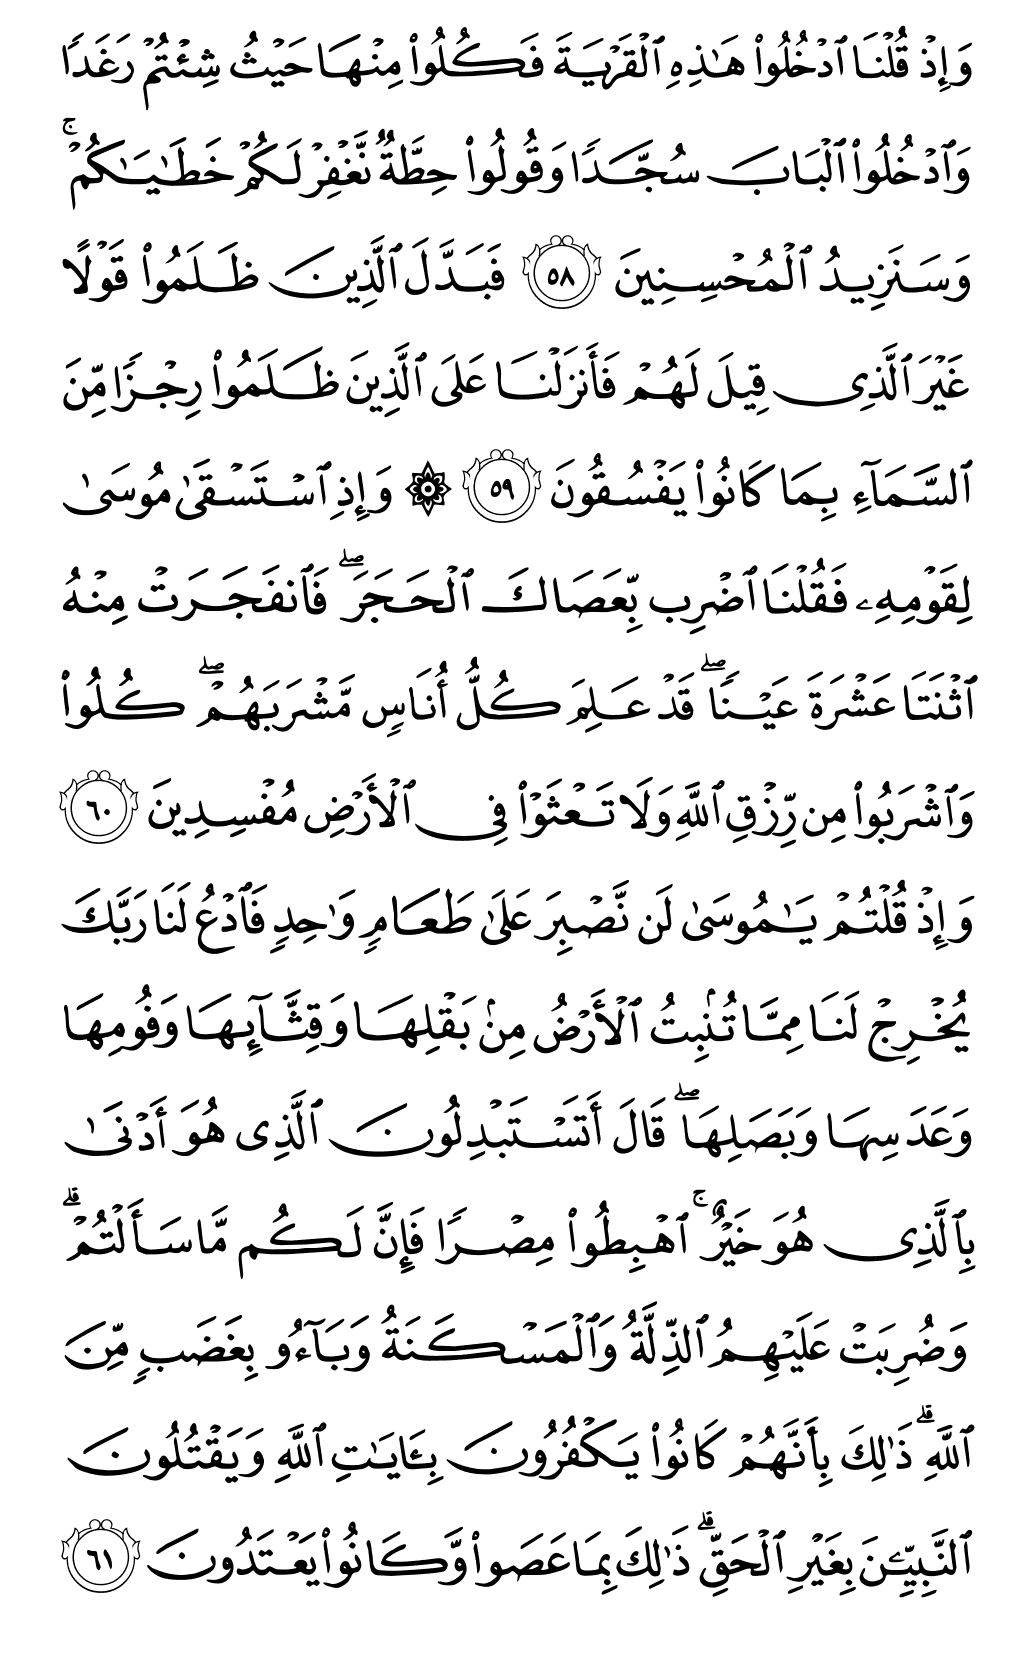 وَإِذْ قُلْنَا ٱدْخُلُوا۟ هَـٰذِهِ ٱلْقَرْيَةَ فَكُلُوا۟ مِنْهَا حَيْثُ شِئْتُمْ رَغَدًا
وَٱدْخُلُوا۟ ٱلْبَابَ سُجَّدًا وَقُولُوا۟ حِطَّةٌ نَّغْفِرْ لَكُمْ خَطَـٰيَـٰكُمْ ۚ
وَسَنَزِيدُ ٱلْمُحْسِنِينَ ٥٨ فَبَدَّلَ ٱلَّذِينَ ظَلَمُوا۟ قَوْلًا
غَيْرَ ٱلَّذِى قِيلَ لَهُمْ فَأَنزَلْنَا عَلَى ٱلَّذِينَ ظَلَمُوا۟ رِجْزًا مِّنَ
ٱلسَّمَآءِ بِمَا كَانُوا۟ يَفْسُقُونَ ٥٩ ۞ وَإِذِ ٱسْتَسْقَىٰ مُوسَىٰ
لِقَوْمِهِۦ فَقُلْنَا ٱضْرِب بِّعَصَاكَ ٱلْحَجَرَ ۖ فَٱنفَجَرَتْ مِنْهُ
ٱثْنَتَا عَشْرَةَ عَيْنًا ۖ قَدْ عَلِمَ كُلُّ أُنَاسٍ مَّشْرَبَهُمْ ۖ كُلُوا۟
وَٱشْرَبُوا۟ مِن رِّزْقِ ٱللَّهِ وَلَا تَعْثَوْا۟ فِى ٱلْأَرْضِ مُفْسِدِينَ ٦٠
وَإِذْ قُلْتُمْ يَـٰمُوسَىٰ لَن نَّصْبِرَ عَلَىٰ طَعَامٍ وَٰحِدٍ فَٱدْعُ لَنَا رَبَّكَ
يُخْرِجْ لَنَا مِمَّا تُنۢبِتُ ٱلْأَرْضُ مِنۢ بَقْلِهَا وَقِثَّآئِهَا وَفُومِهَا
وَعَدَسِهَا وَبَصَلِهَا ۖ قَالَ أَتَسْتَبْدِلُونَ ٱلَّذِى هُوَ أَدْنَىٰ
بِٱلَّذِى هُوَ خَيْرٌ ۚ ٱهْبِطُوا۟ مِصْرًا فَإِنَّ لَكُم مَّا سَأَلْتُمْ ۗ
وَضُرِبَتْ عَلَيْهِمُ ٱلذِّلَّةُ وَٱلْمَسْكَنَةُ وَبَآءُو بِغَضَبٍ مِّنَ
ٱللَّهِ ۗ ذَٰلِكَ بِأَنَّهُمْ كَانُوا۟ يَكْفُرُونَ بِـَٔايَـٰتِ ٱللَّهِ وَيَقْتُلُونَ
ٱلنَّبِيِّـۧنَ بِغَيْرِ ٱلْحَقِّ ۗ ذَٰلِكَ بِمَا عَصَوا۟ وَّكَانُوا۟ يَعْتَدُونَ ٦١